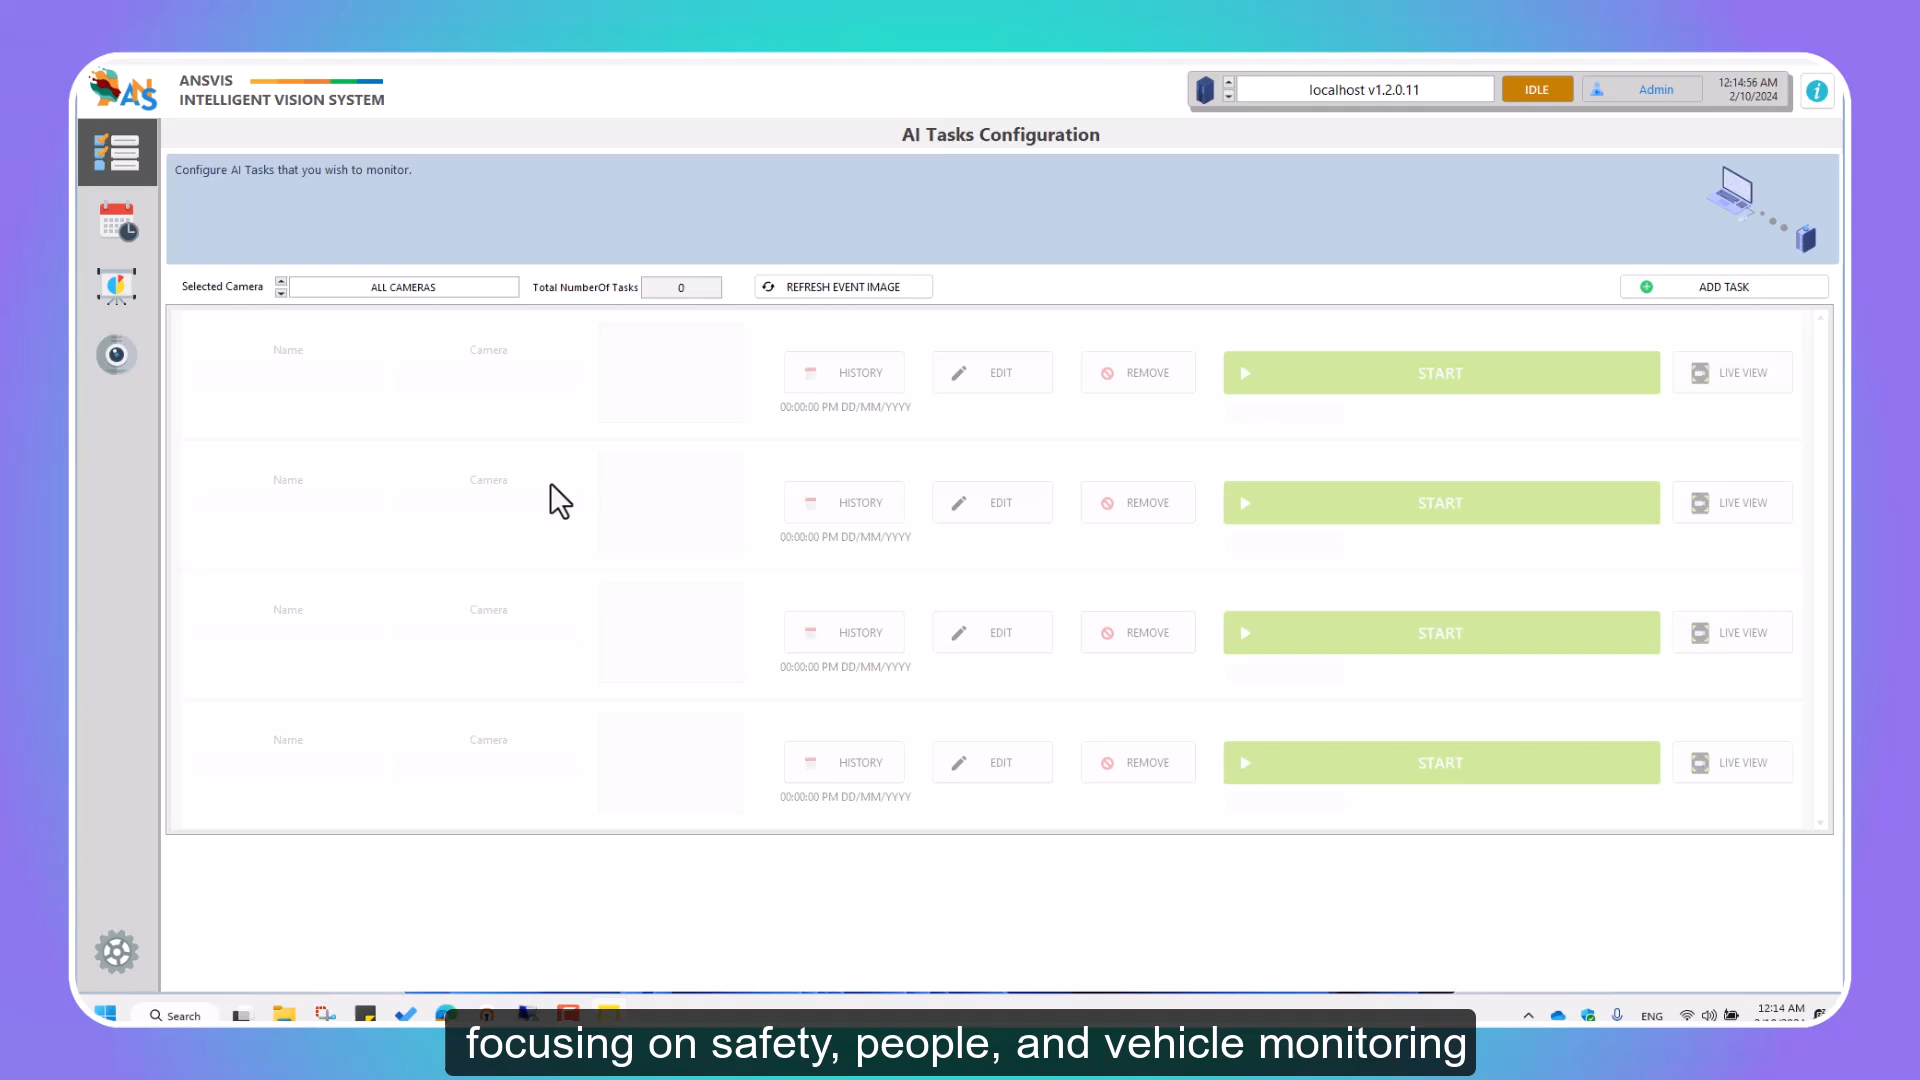 ANS
ANSVIS
INTELLIGENT VISION SYSTEM
localhost v1.2.0.11
IDLE
Admin
12:14:56 AM
2/10/2024
AI Tasks Configuration
Configure AI Tasks that you wish to monitor.
Selected Camera
ALL CAMERAS
Total NumberOf Tasks
0
REFRESH EVENT IMAGE
ADD TASK
Name
Camera
HISTORY
EDIT
REMOVE
START
LIVE VIEW
00:00:00 PM DD/MM/YYYY
Name
Camera
HISTORY
EDIT
REMOVE
START
LIVE VIEW
00:00:00 PM DD/MM/YYYY
Name
Camera
HISTORY
EDIT
REMOVE
START
LIVE VIEW
00:00:00 PM DD/MM/YYYY
Name
Camera
HISTORY
EDIT
REMOVE
START
LIVE VIEW
00:00:00 PM DD/MM/YYYY
Search
ENG
12:14 AM
focusing on safety, people, and vehicle monitoring